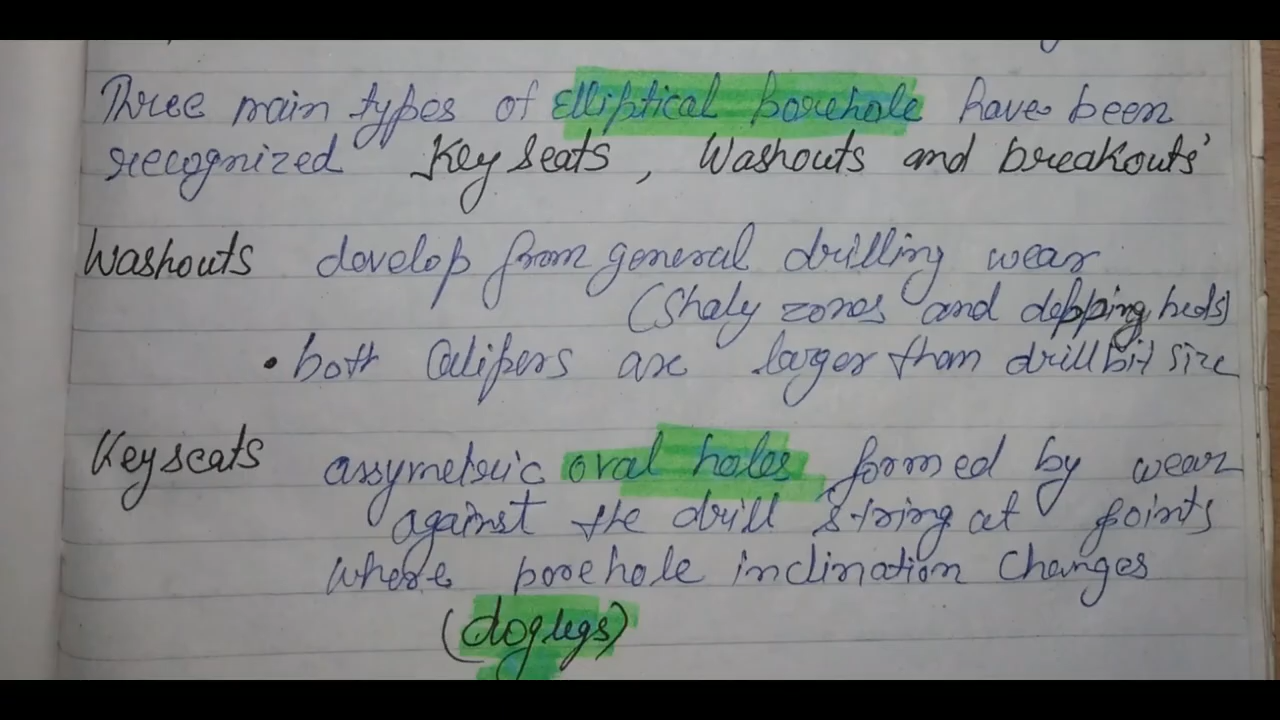 Three main types of elliptical borehole have been
recognized Key seats, Washouts and breakouts'
Washouts develop from general drilling wear
(Shaly zones and depping beds)
• both Calipers are larger than drill bit size
Keyseats assymetric oval holes formed by wear
against the drill string at points
where borehole inclination changes
(doglegs)